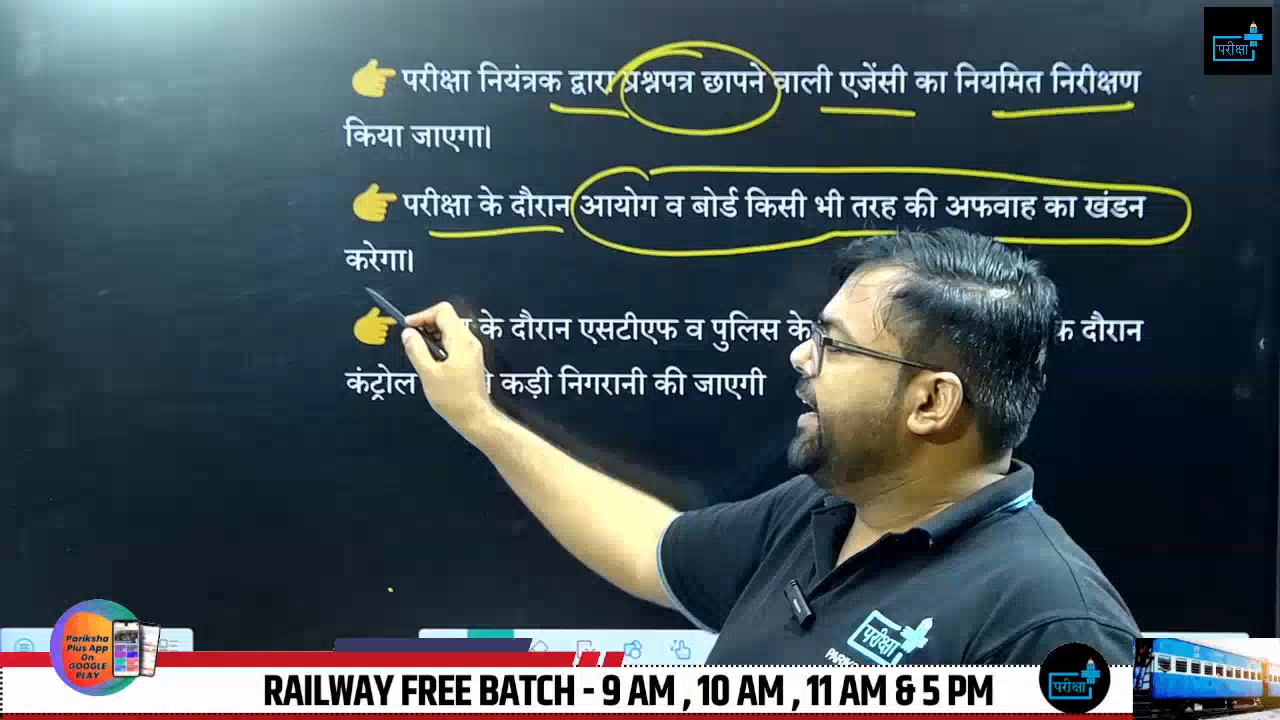 परीक्षा
परीक्षा नियंत्रक द्वारा प्रश्नपत्र छापने वाली एजेंसी का नियमित निरीक्षण
किया जाएगा।
परीक्षा के दौरान आयोग व बोर्ड किसी भी तरह की अफवाह का खंडन
करेगा।
के दौरान एसटीएफ व पुलिस के दौरान
कंट्रोल कड़ी निगरानी की जाएगी
परीक्षा
Pariksha
Plus App
On
GOOGLE
PLAY
RAILWAY FREE BATCH - 9 AM , 10 AM , 11 AM & 5 PM
परीक्षा